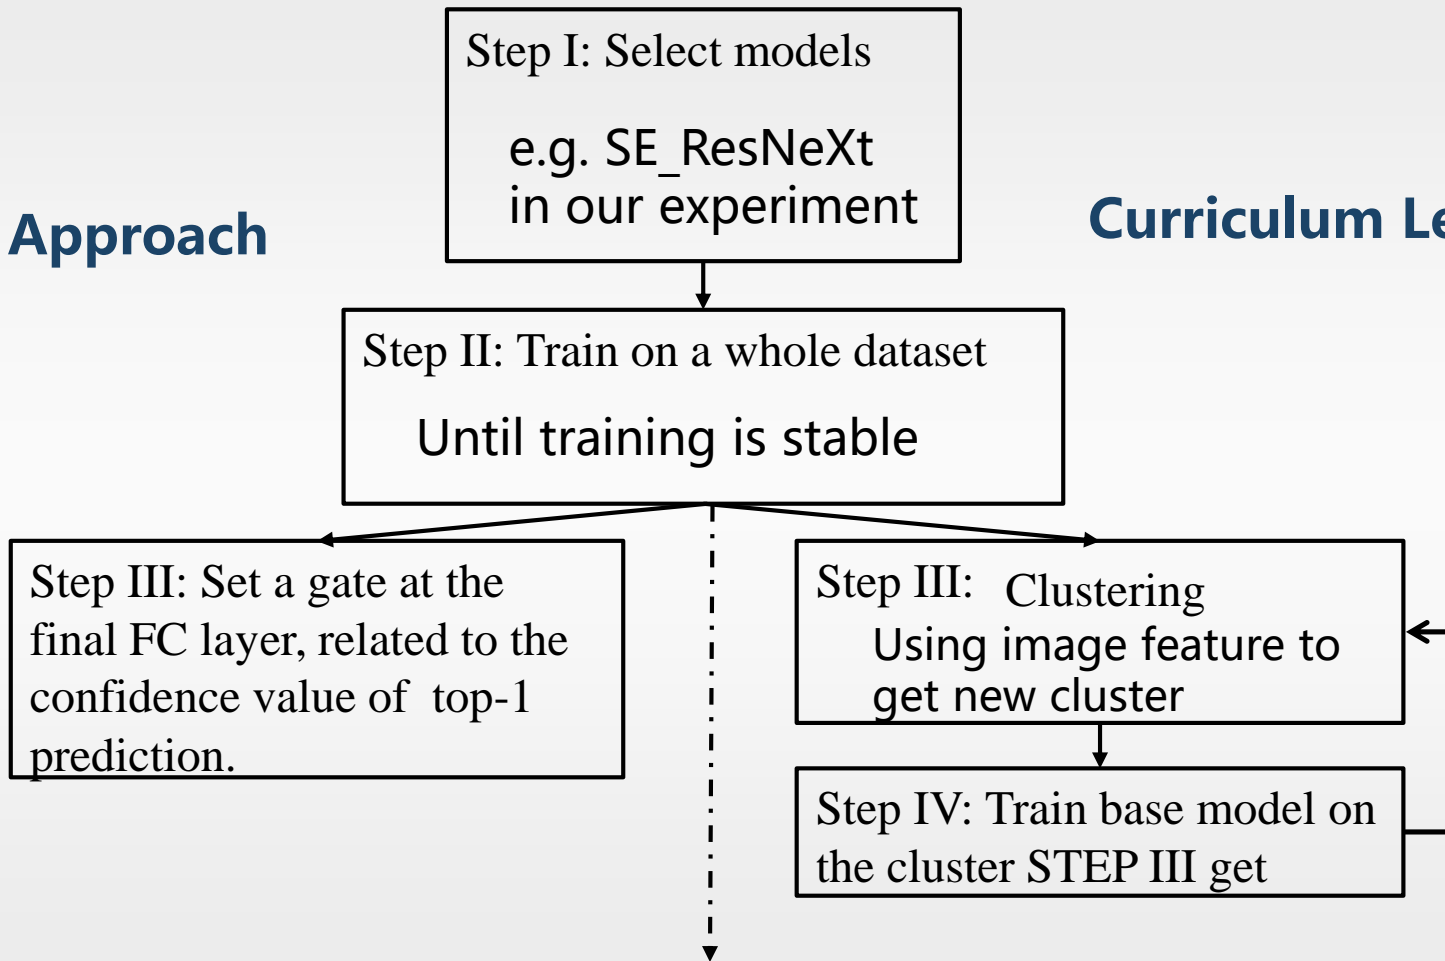 Step I: Select models
e.g. SE_ResNeXt
in our experiment
Approach
Curriculum Le
Step II: Train on a whole dataset
Until training is stable
Step III: Set a gate at the
final FC layer, related to the
confidence value of top-1
prediction.
Step III: Clustering
Using image feature to
get new cluster
Step IV: Train base model on
the cluster STEP III get